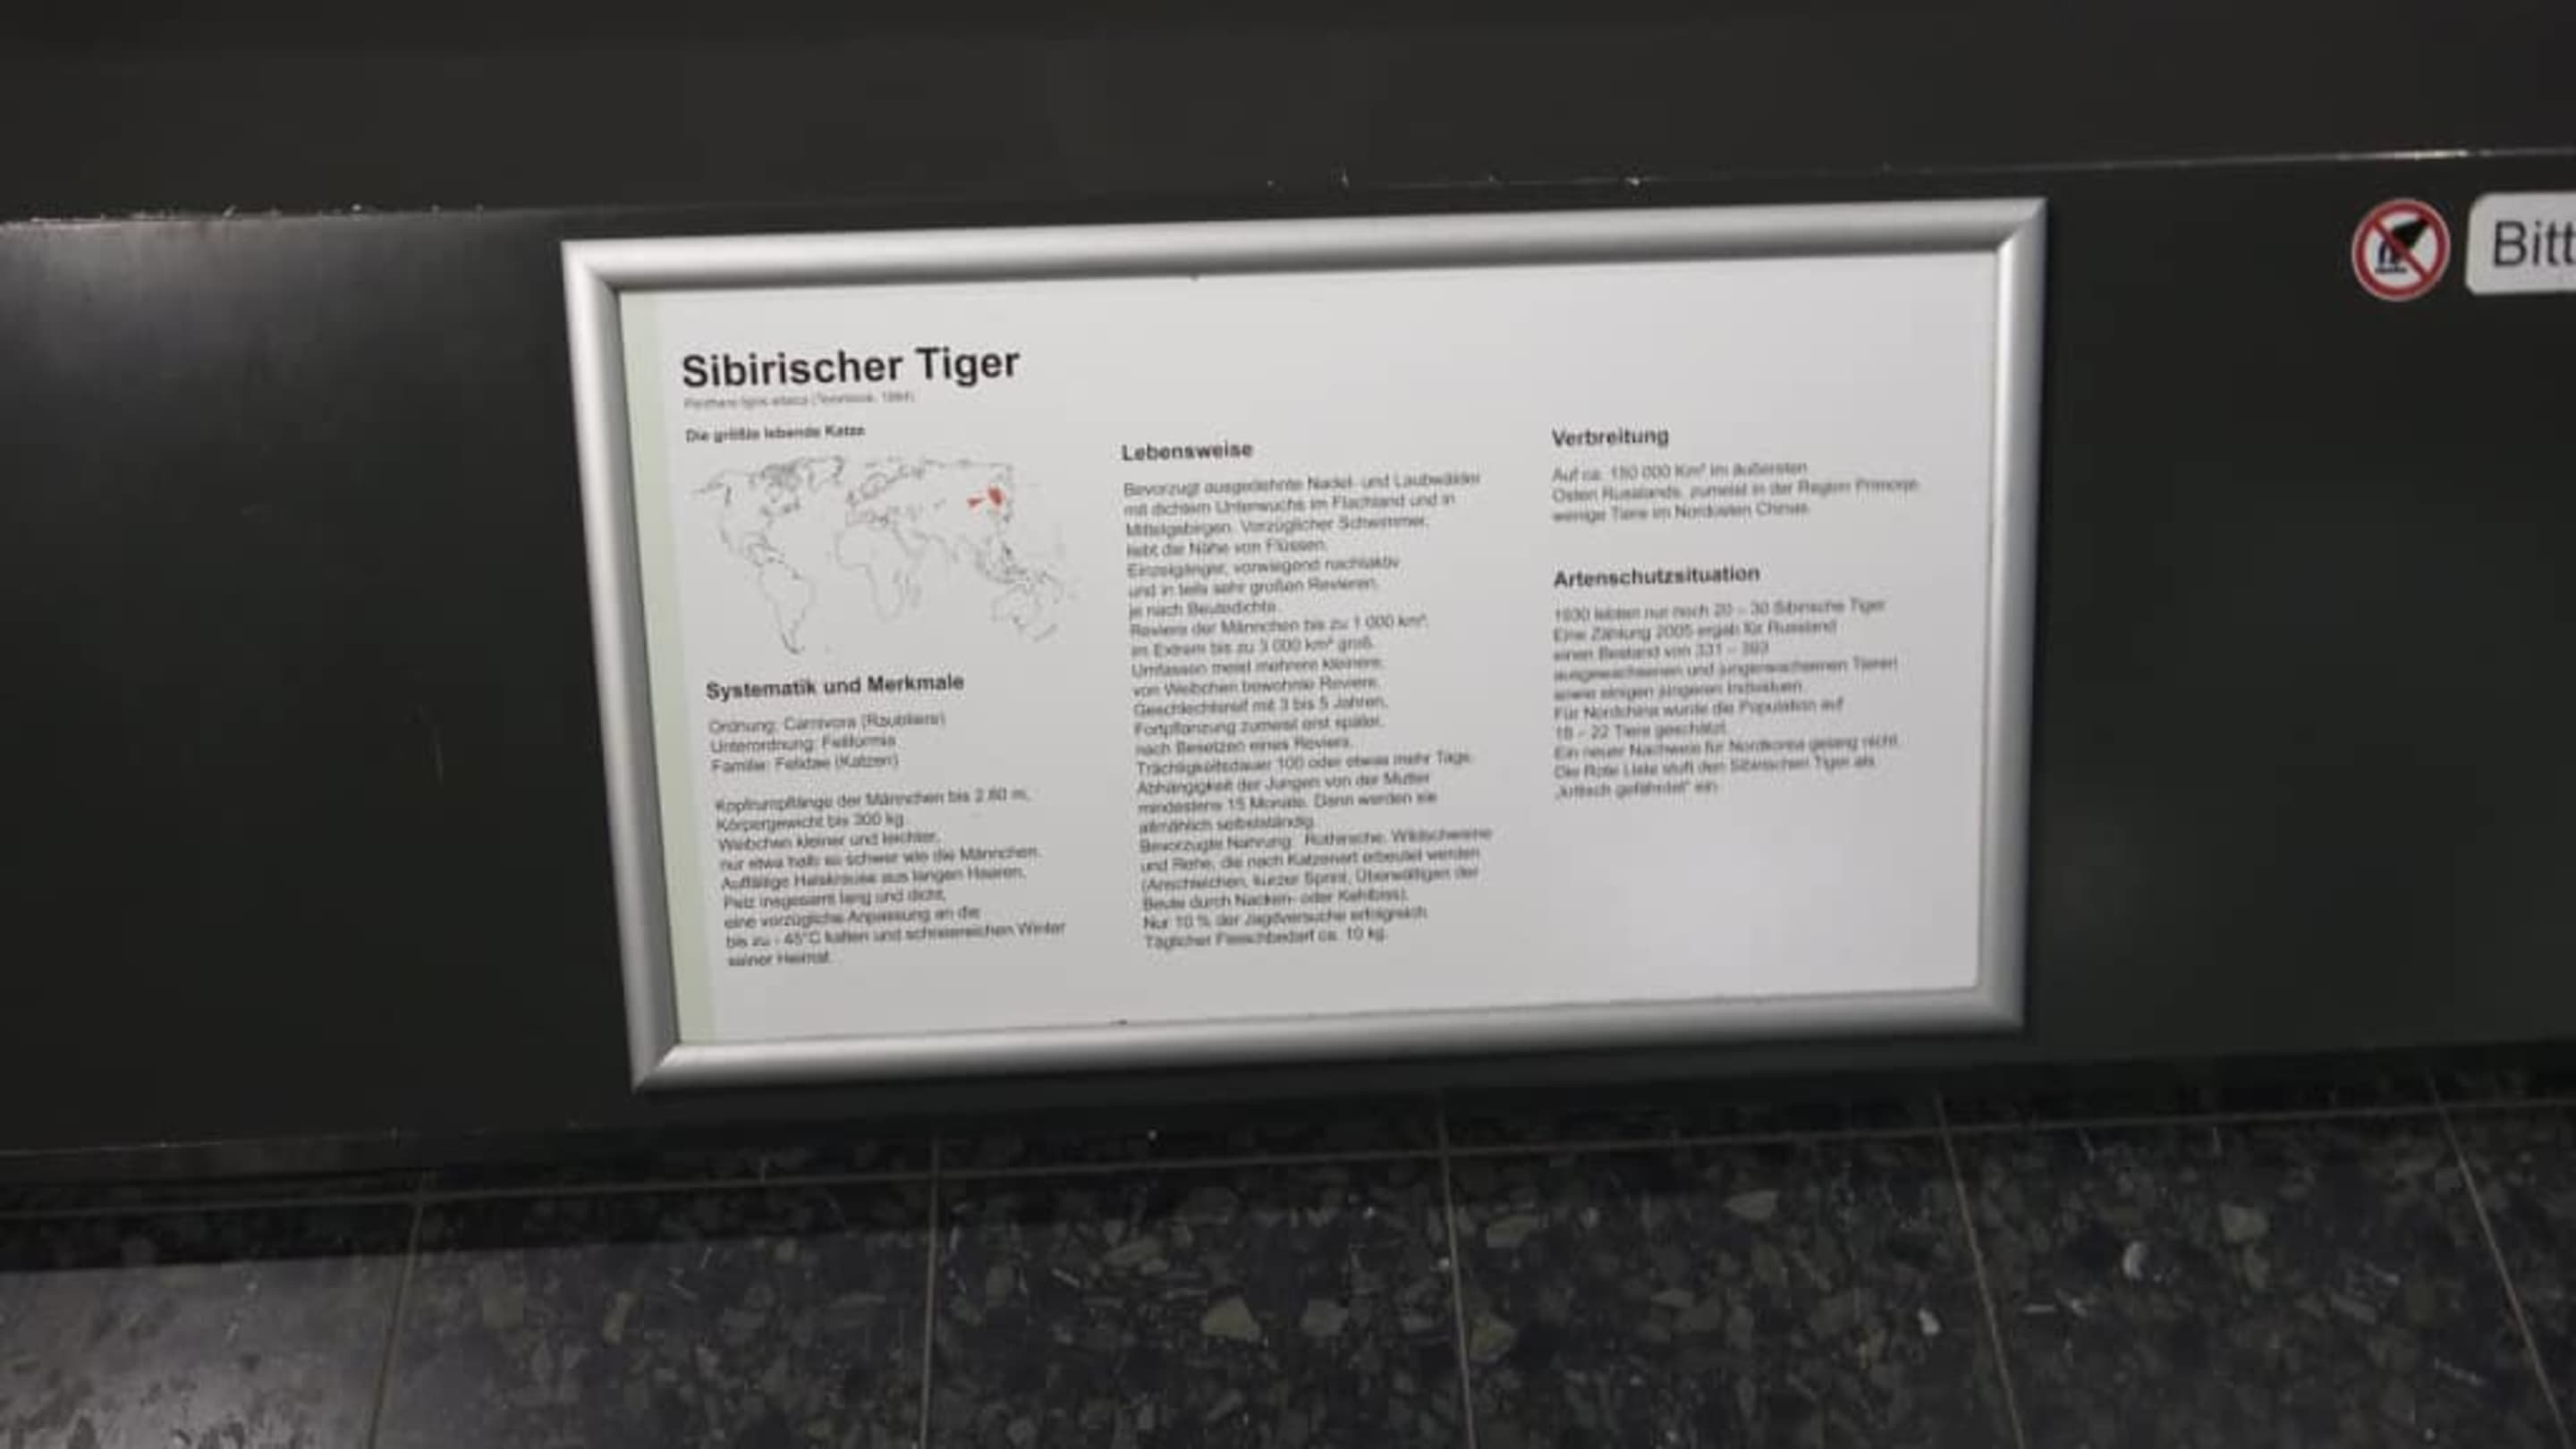 Sibirischer Tiger
Die größte lebende Katze
Systematik und Merkmale
Ordnung: Carnivora (Raubtiere)
Unterordnung: Feliformia
Familie: Felidae (Katzen)
Kopfrumpflänge der Männchen bis 2.80 m,
Körpergewicht bis 300 kg.
Weibchen kleiner und leichter,
nur etwa halb so schwer wie die Männchen.
Auffällige Halskrause aus langen Haaren,
Pelz insgesamt lang und dicht,
eine vorzügliche Anpassung an die
bis zu - 45°C kalten und schneereichen Winter
seiner Heimat.
Lebensweise
Bevorzugt ausgedehnte Nadel- und Laubwälder
mit dichtem Unterwuchs im Flachland und in
Mittelgebirgen. Vorzüglicher Schwimmer,
liebt die Nähe von Flüssen.
Einzelgänger, vorwiegend nachtaktiv
und in teils sehr großen Revieren,
je nach Beutedichte.
Reviere der Männchen bis zu 1 000 km²,
im Extrem bis zu 3 000 km² groß.
Umfassen meist mehrere kleinere,
von Weibchen bewohnte Reviere.
Geschlechtsreif mit 3 bis 5 Jahren,
Fortpflanzung zumeist erst später,
nach Besetzen eines Reviers.
Trächtigkeitsdauer 100 oder etwas mehr Tage.
Abhängigkeit der Jungen von der Mutter
mindestens 15 Monate. Dann werden sie
allmählich selbstständig.
Bevorzugte Nahrung: Rothirsche, Wildschweine
und Rehe, die nach Katzenart erbeutet werden
(Anschleichen, kurzer Sprint, Überwältigen der
Beute durch Nacken- oder Kehlbiss).
Nur 10 % der Jagdversuche erfolgreich.
Täglicher Fleischbedarf ca. 10 kg.
Verbreitung
Auf ca. 180 000 Km² im äußersten
Osten Russlands, zumeist in der Region Primorje,
wenige Tiere im Nordosten Chinas.
Artenschutzsituation
1930 lebten nur noch 20 - 30 Sibirische Tiger.
Eine Zählung 2005 ergab für Russland
einen Bestand von 331 - 393
ausgewachsenen und jungerwachsenen Tieren
sowie einigen jüngeren Individuen.
Für Nordchina wurde die Population auf
18 - 22 Tiere geschätzt.
Ein neuer Nachweis für Nordkorea gelang nicht.
Die Rote Liste stuft den Sibirischen Tiger als
„kritisch gefährdet" ein.
Bitt